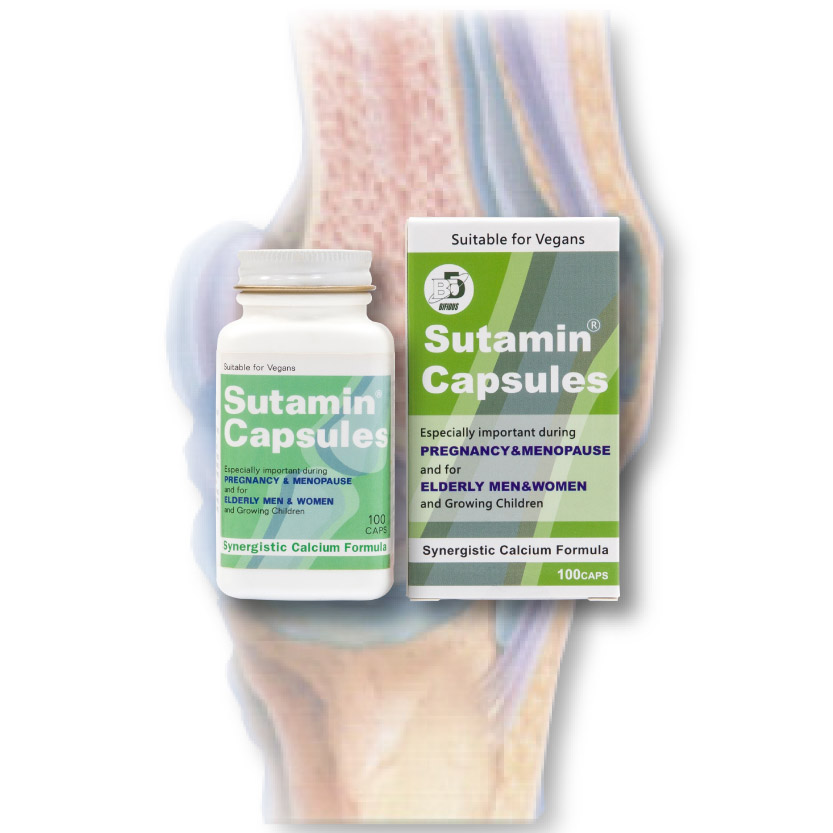 Suitable for Vegans
Sutamin®
Capsules
Especially important during
PREGNANCY & MENOPAUSE
and for
ELDERLY MEN & WOMEN
and Growing Children
100
CAPS
Synergistic Calcium Formula
Suitable for Vegans
B5
BIFIDUS
Sutamin®
Capsules
Especially important during
PREGNANCY&MENOPAUSE
and for
ELDERLY MEN&WOMEN
and Growing Children
Synergistic Calcium Formula
100CAPS